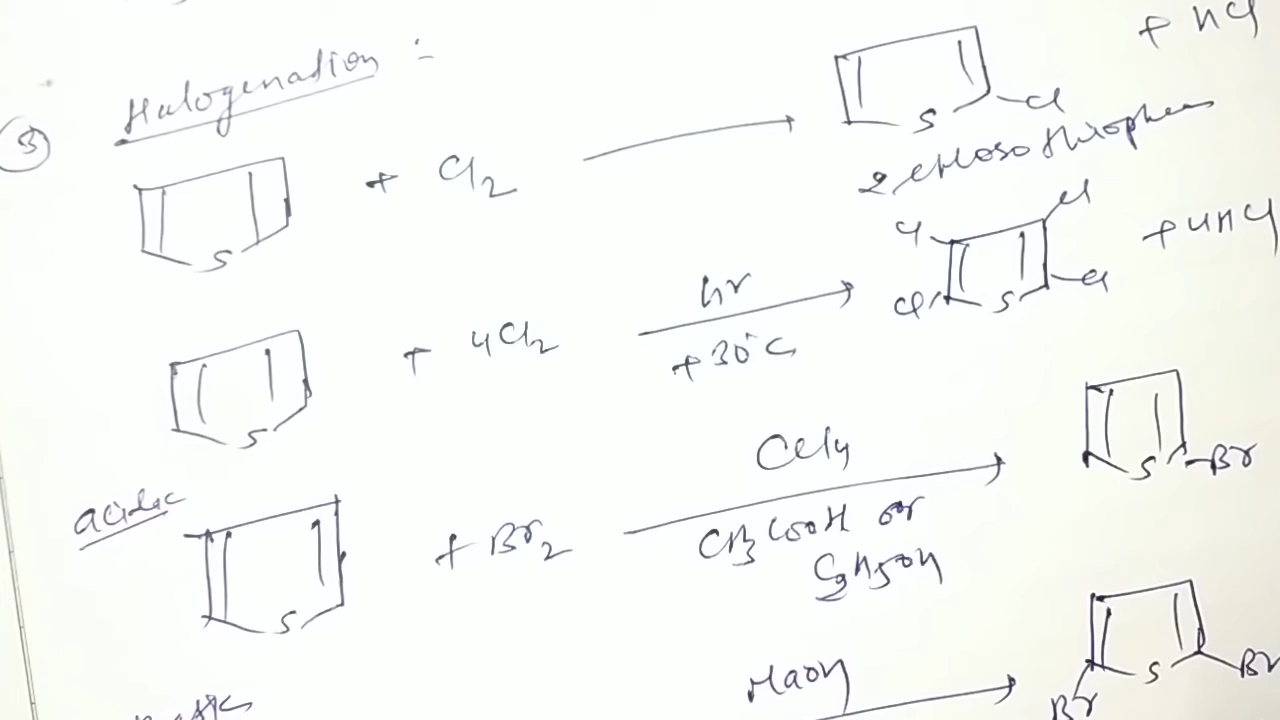 ③ Halogenation :-
S + Cl2 → S Cl + HCl
2 chlorothiophene
S + 4Cl2 hν +30°C → Cl Cl Cl S Cl + 4HCl
acidic
S + Br2 CCl4 CH3COOH or C2H5OH → S Br
NaOH → Br S Br